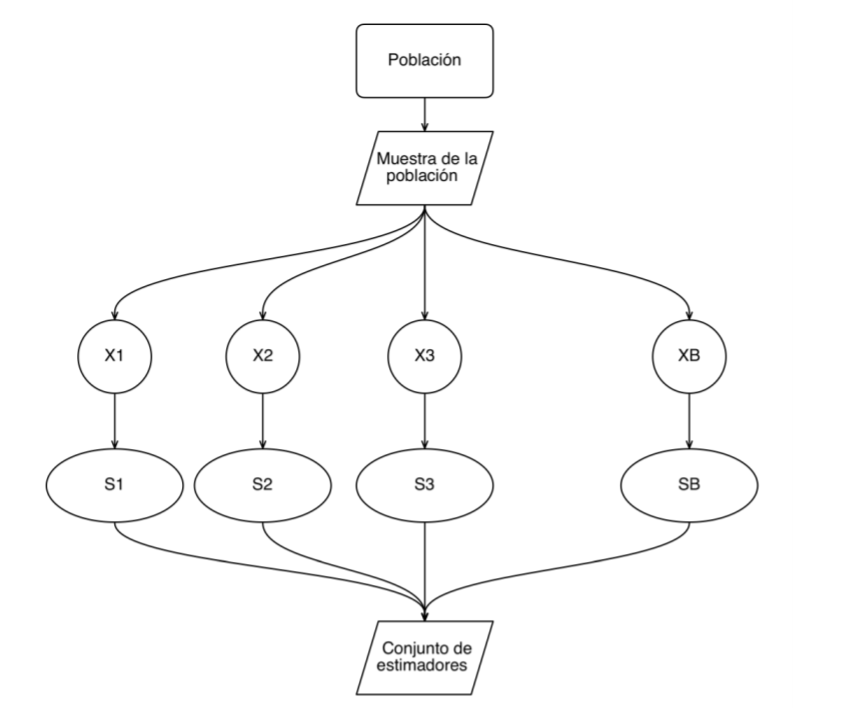 Población
Muestra de la
población
X1
X2
X3
XB
S1
S2
S3
SB
Conjunto de
estimadores